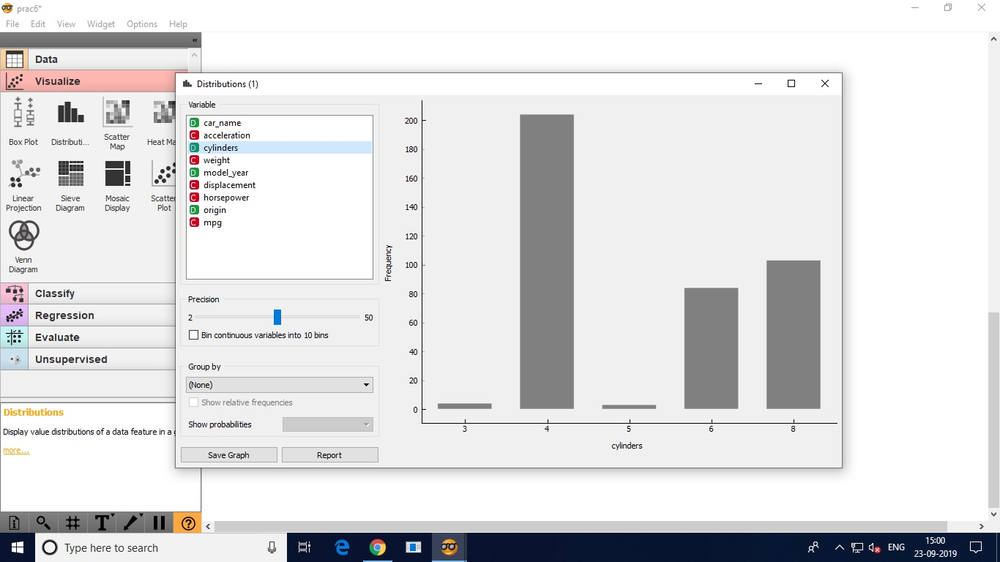 prac6*
File Edit View Widget Options Help
«
Data
Visualize
Box Plot
Distributi...
Scatter
Map
Heat Ma
Linear
Projection
Sieve
Diagram
Mosaic
Display
Scatter
Plot
Venn
Diagram
Classify
Regression
Evaluate
Unsupervised
Distributions
Display value distributions of a data feature in a g
more...
Distributions (1)
Variable
D car_name
C acceleration
D cylinders
C weight
D model_year
C displacement
C horsepower
D origin
C mpg
Precision
2 50
Bin continuous variables into 10 bins
Group by
(None)
Show relative frequencies
Show probabilities
Save Graph Report
Frequency
200
180
160
140
120
100
80
60
40
20
0
3 4 5 6 8
cylinders
T ?
Type here to search
ENG
15:00
23-09-2019